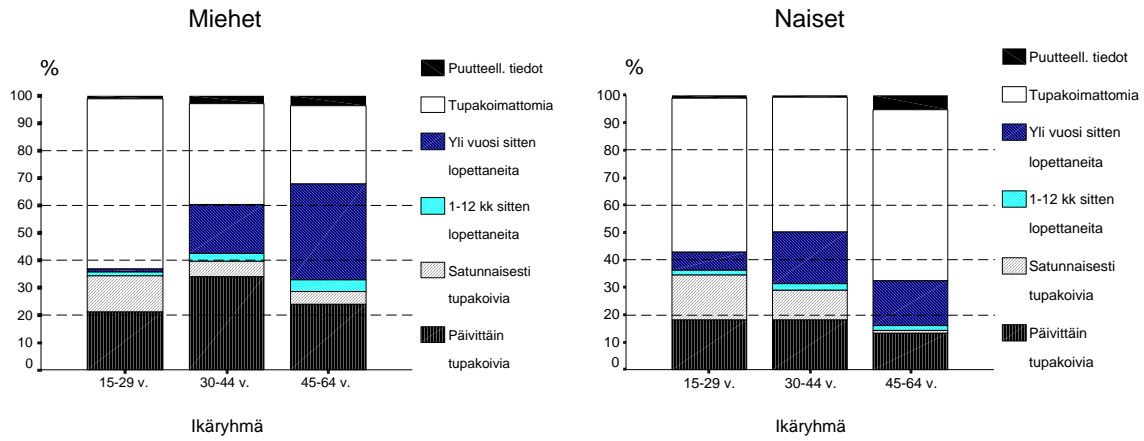 Miehet
%
100
90
80
70
60
50
40
30
20
10
0
15-29 v.
30-44 v.
45-64 v.
Ikäryhmä
Puutteell. tiedot
Tupakoimattomia
Yli vuosi sitten
lopettaneita
1-12 kk sitten
lopettaneita
Satunnaisesti
tupakoivia
Päivittäin
tupakoivia
Naiset
%
100
90
80
70
60
50
40
30
20
10
0
15-29 v.
30-44 v.
45-64 v.
Ikäryhmä
Puutteell. tiedot
Tupakoimattomia
Yli vuosi sitten
lopettaneita
1-12 kk sitten
lopettaneita
Satunnaisesti
tupakoivia
Päivittäin
tupakoivia